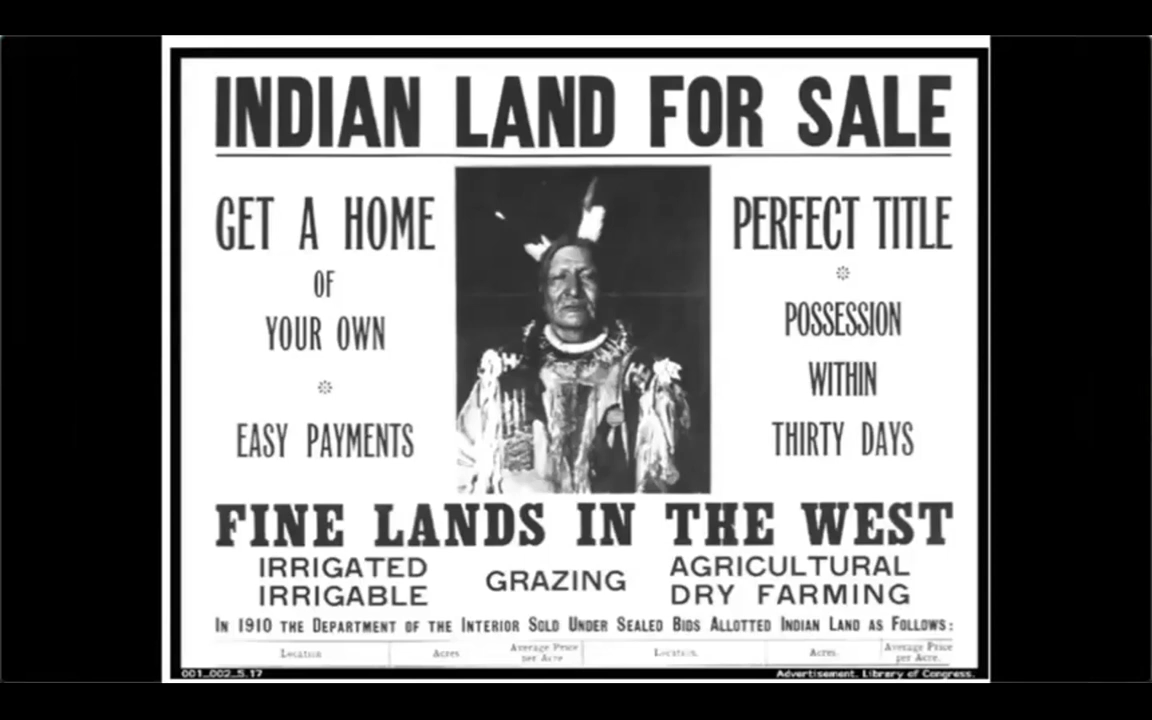 INDIAN LAND FOR SALE
GET A HOME
OF
YOUR OWN
EASY PAYMENTS
PERFECT TITLE
POSSESSION
WITHIN
THIRTY DAYS
FINE LANDS IN THE WEST
IRRIGATED
IRRIGABLE
GRAZING
AGRICULTURAL
DRY FARMING
IN 1910 THE DEPARTMENT OF THE INTERIOR SOLD UNDER SEALED BIDS ALLOTTED INDIAN LAND AS FOLLOWS:
Location Acres Average Price per Acre Location. Acres. Average Price per Acre.
001_002_5.17
Advertisement. Library of Congress.